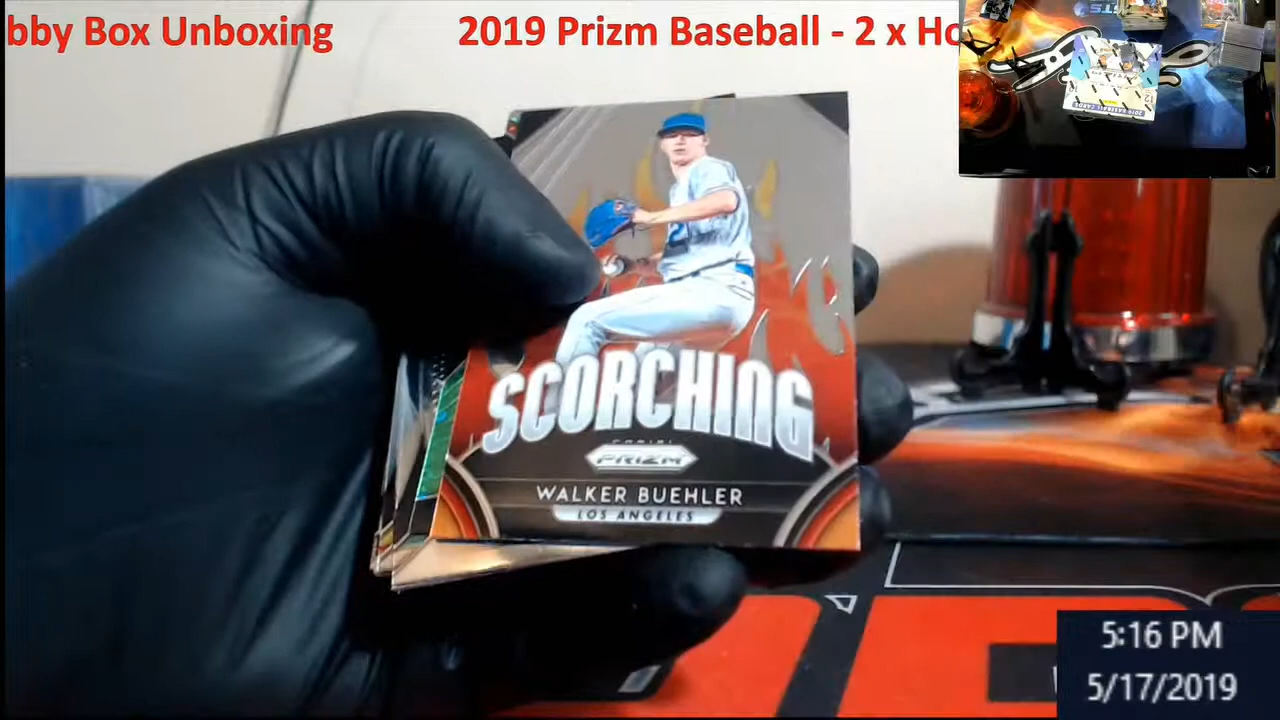 bby Box Unboxing
2019 Prizm Baseball - 2 x Ho
SCORCHING
PANINI
PRIZM
WALKER BUEHLER
LOS ANGELES
5:16 PM
5/17/2019